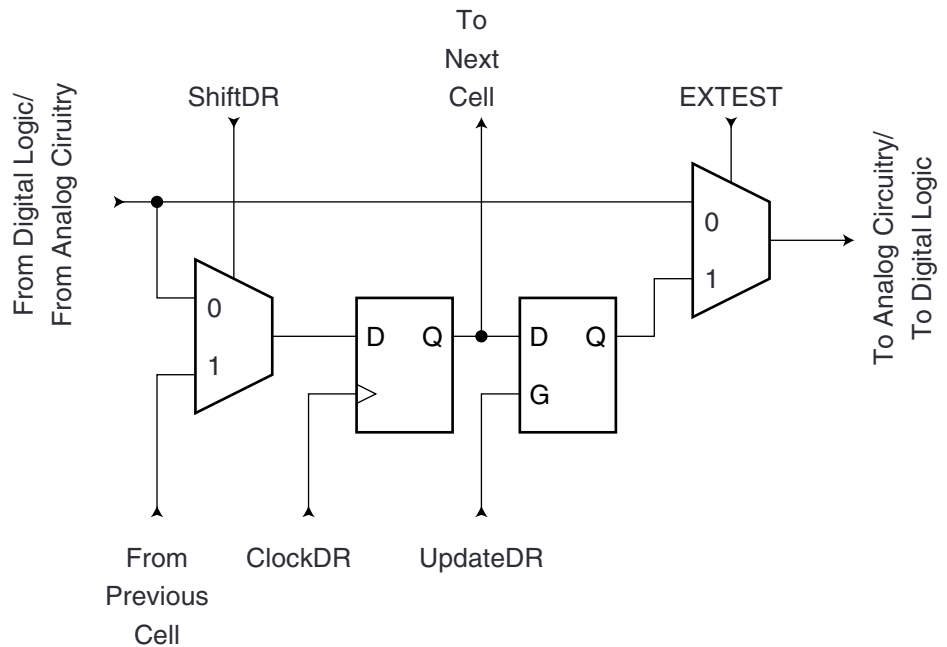 To
Next
Cell
ShiftDR
EXTEST
From Digital Logic/
From Analog Ciruitry
To Analog Circuitry/
To Digital Logic
0
1
0
1
D
Q
D
Q
G
From
Previous
Cell
ClockDR
UpdateDR